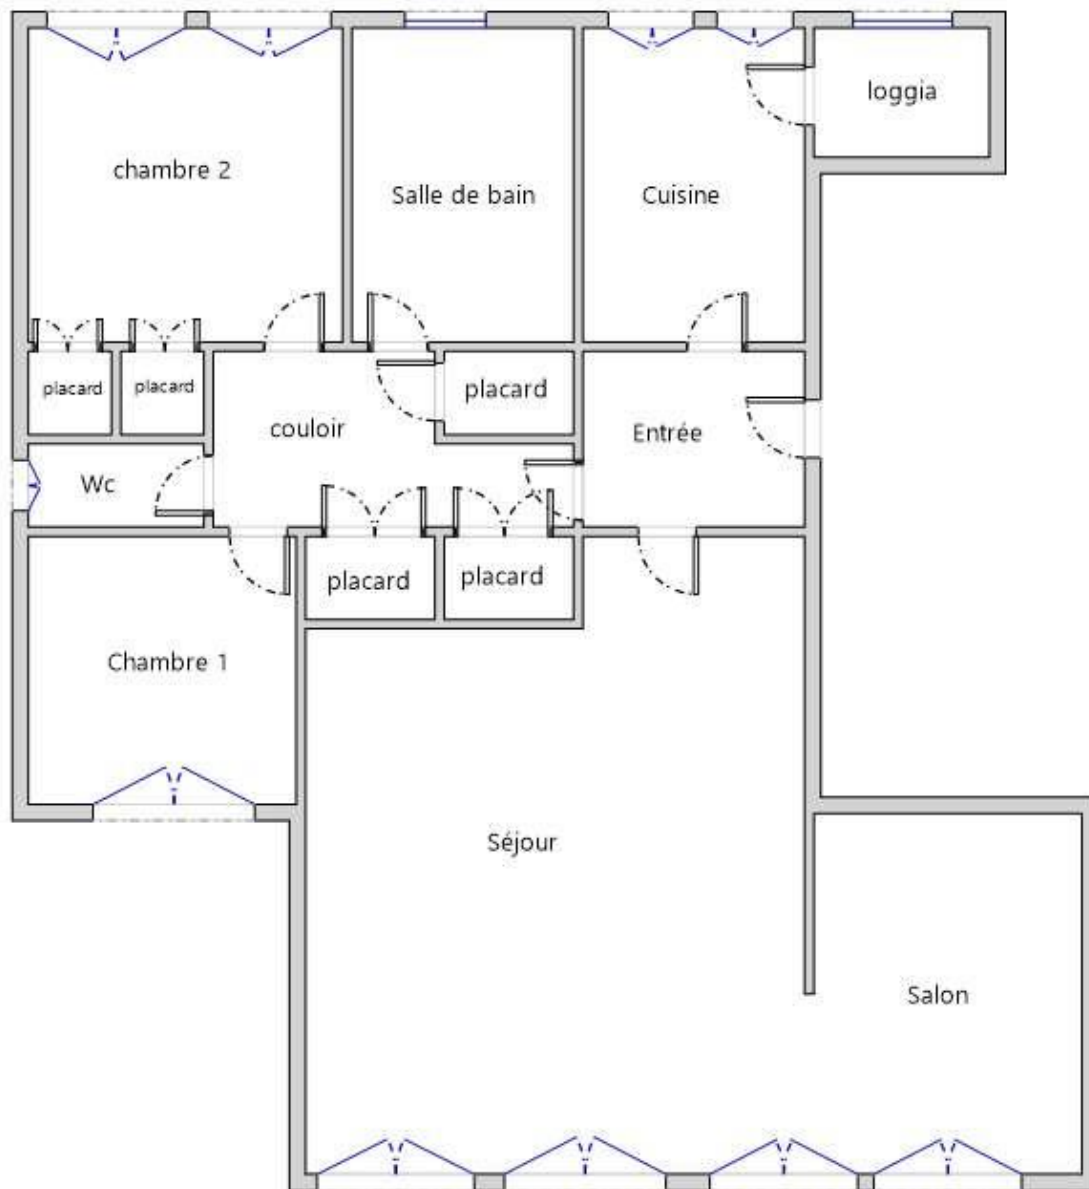 loggia
chambre 2
Salle de bain
Cuisine
placard
placard
placard
couloir
Entrée
Wc
placard
placard
Chambre 1
Séjour
Salon